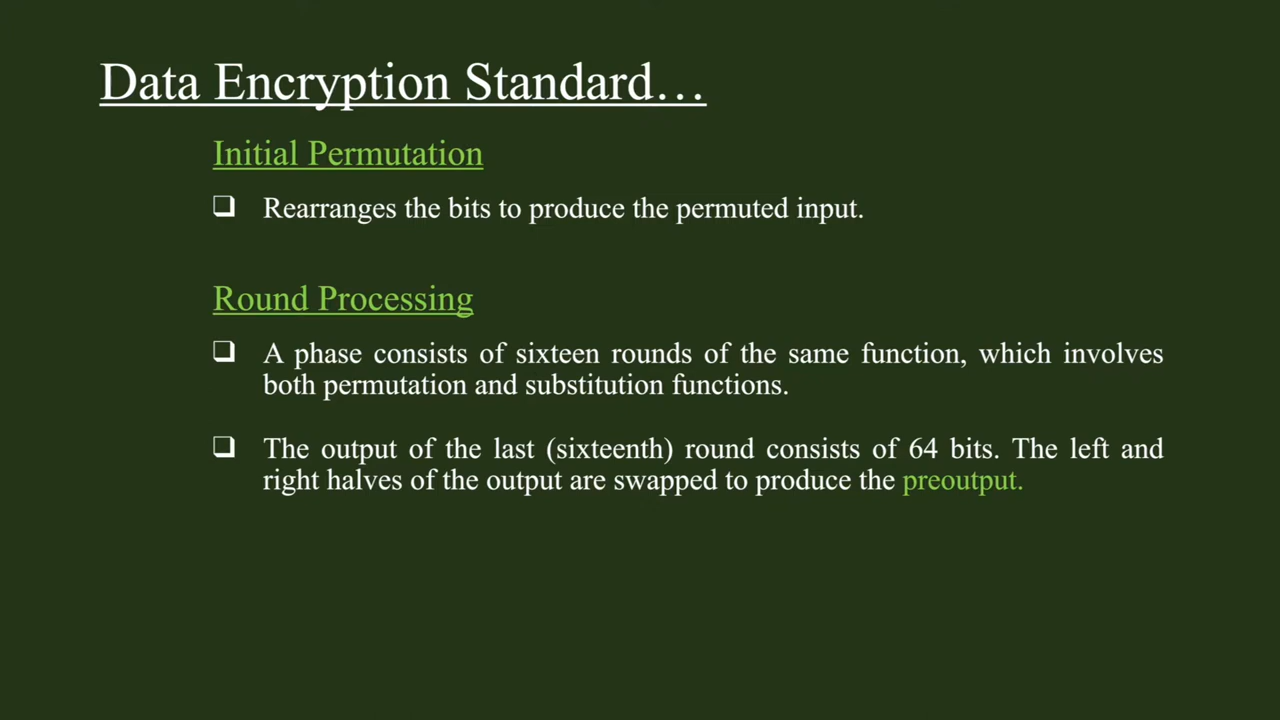 Data Encryption Standard…
Initial Permutation
❑ Rearranges the bits to produce the permuted input.
Round Processing
❑ A phase consists of sixteen rounds of the same function, which involves
both permutation and substitution functions.
❑ The output of the last (sixteenth) round consists of 64 bits. The left and
right halves of the output are swapped to produce the preoutput.